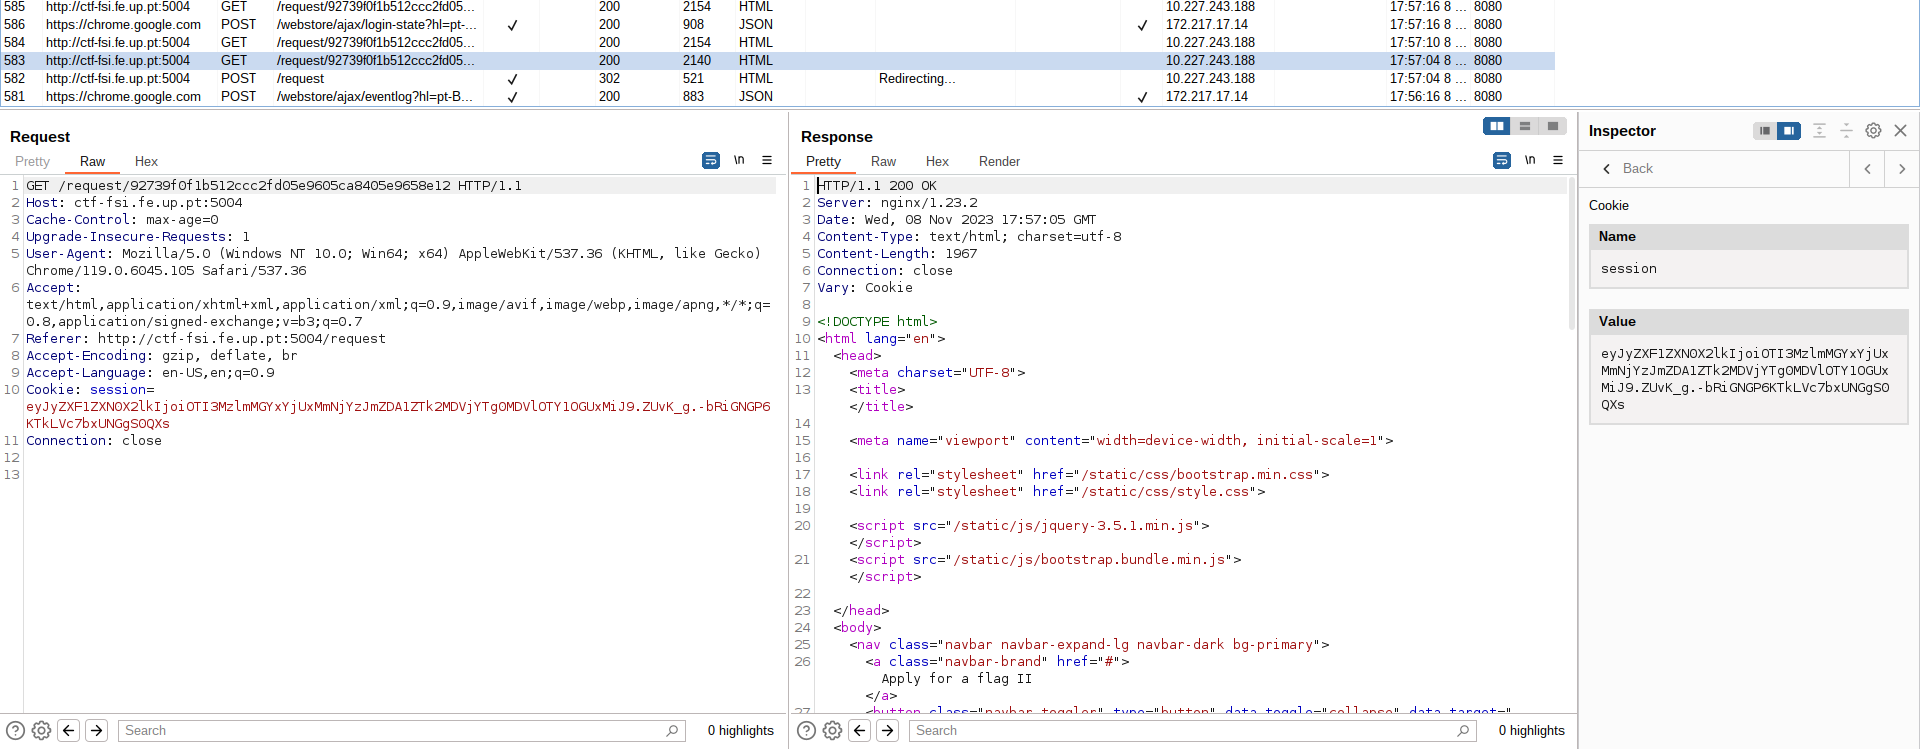 585 http://ctf-fsi.fe.up.pt:5004 GET /request/92739f0f1b512ccc2fd05... 200 2154 HTML 10.227.243.188 17:57:16 8 ... 8080
586 https://chrome.google.com POST /webstore/ajax/login-state?hl=pt-... ✓ 200 908 JSON ✓ 172.217.17.14 17:57:16 8 ... 8080
584 http://ctf-fsi.fe.up.pt:5004 GET /request/92739f0f1b512ccc2fd05... 200 2154 HTML 10.227.243.188 17:57:10 8 ... 8080
583 http://ctf-fsi.fe.up.pt:5004 GET /request/92739f0f1b512ccc2fd05... 200 2140 HTML 10.227.243.188 17:57:04 8 ... 8080
582 http://ctf-fsi.fe.up.pt:5004 POST /request ✓ 302 521 HTML Redirecting... 10.227.243.188 17:57:04 8 ... 8080
581 https://chrome.google.com POST /webstore/ajax/eventlog?hl=pt-B... ✓ 200 883 JSON ✓ 172.217.17.14 17:56:16 8 ... 8080
Request
Pretty Raw Hex
\n
1 GET /request/92739f0f1b512ccc2fd05e9605ca8405e9658e12 HTTP/1.1
2 Host: ctf-fsi.fe.up.pt:5004
3 Cache-Control: max-age=0
4 Upgrade-Insecure-Requests: 1
5 User-Agent: Mozilla/5.0 (Windows NT 10.0; Win64; x64) AppleWebKit/537.36 (KHTML, like Gecko)
Chrome/119.0.6045.105 Safari/537.36
6 Accept:
text/html,application/xhtml+xml,application/xml;q=0.9,image/avif,image/webp,image/apng,*/*;q=
0.8,application/signed-exchange;v=b3;q=0.7
7 Referer: http://ctf-fsi.fe.up.pt:5004/request
8 Accept-Encoding: gzip, deflate, br
9 Accept-Language: en-US,en;q=0.9
10 Cookie: session=
eyJyZXF1ZXN0X2lkIjoiOTI3MzlmMGYxYjUxMmNjYzJmZDA1ZTk2MDVjYTg0MDVlOTY1OGUxMiJ9.ZUvK_g.-bRiGNGP6
KTkLVc7bxUNGgS0QXs
11 Connection: close
12
13
Search
0 highlights
Response
Pretty Raw Hex Render
\n
1 HTTP/1.1 200 OK
2 Server: nginx/1.23.2
3 Date: Wed, 08 Nov 2023 17:57:05 GMT
4 Content-Type: text/html; charset=utf-8
5 Content-Length: 1967
6 Connection: close
7 Vary: Cookie
8
9 <!DOCTYPE html>
10 <html lang="en">
11 <head>
12 <meta charset="UTF-8">
13 <title>
</title>
14
15 <meta name="viewport" content="width=device-width, initial-scale=1">
16
17 <link rel="stylesheet" href="/static/css/bootstrap.min.css">
18 <link rel="stylesheet" href="/static/css/style.css">
19
20 <script src="/static/js/jquery-3.5.1.min.js">
</script>
21 <script src="/static/js/bootstrap.bundle.min.js">
</script>
22
23 </head>
24 <body>
25 <nav class="navbar navbar-expand-lg navbar-dark bg-primary">
26 <a class="navbar-brand" href="#">
Apply for a flag II
</a>
27 <button class="navbar-toggler" type="button" data-toggle="collapse" data-target="
Search
0 highlights
Inspector
Back
Cookie
Name
session
Value
eyJyZXF1ZXN0X2lkIjoiOTI3MzlmMGYxYjUx
MmNjYzJmZDA1ZTk2MDVjYTg0MDVlOTY1OGUx
MiJ9.ZUvK_g.-bRiGNGP6KTkLVc7bxUNGgS0
QXs